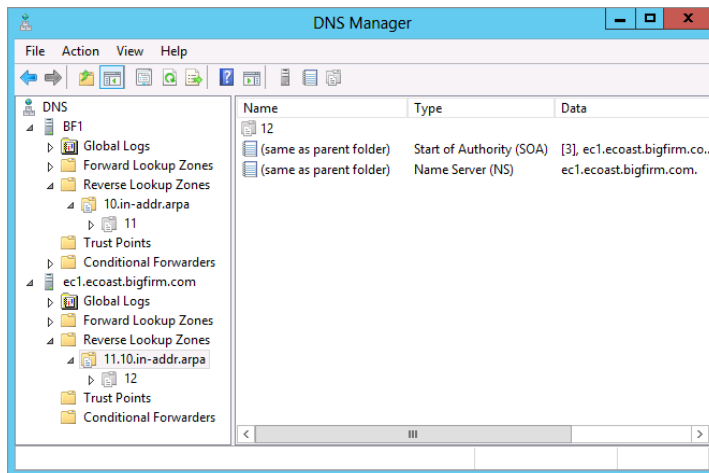 DNS Manager
File Action View Help
DNS
BF1
Global Logs
Forward Lookup Zones
Reverse Lookup Zones
10.in-addr.arpa
11
Trust Points
Conditional Forwarders
ec1.ecoast.bigfirm.com
Global Logs
Forward Lookup Zones
Reverse Lookup Zones
11.10.in-addr.arpa
12
Trust Points
Conditional Forwarders
Name Type Data
12
(same as parent folder) Start of Authority (SOA) [3], ec1.ecoast.bigfirm.co...
(same as parent folder) Name Server (NS) ec1.ecoast.bigfirm.com.